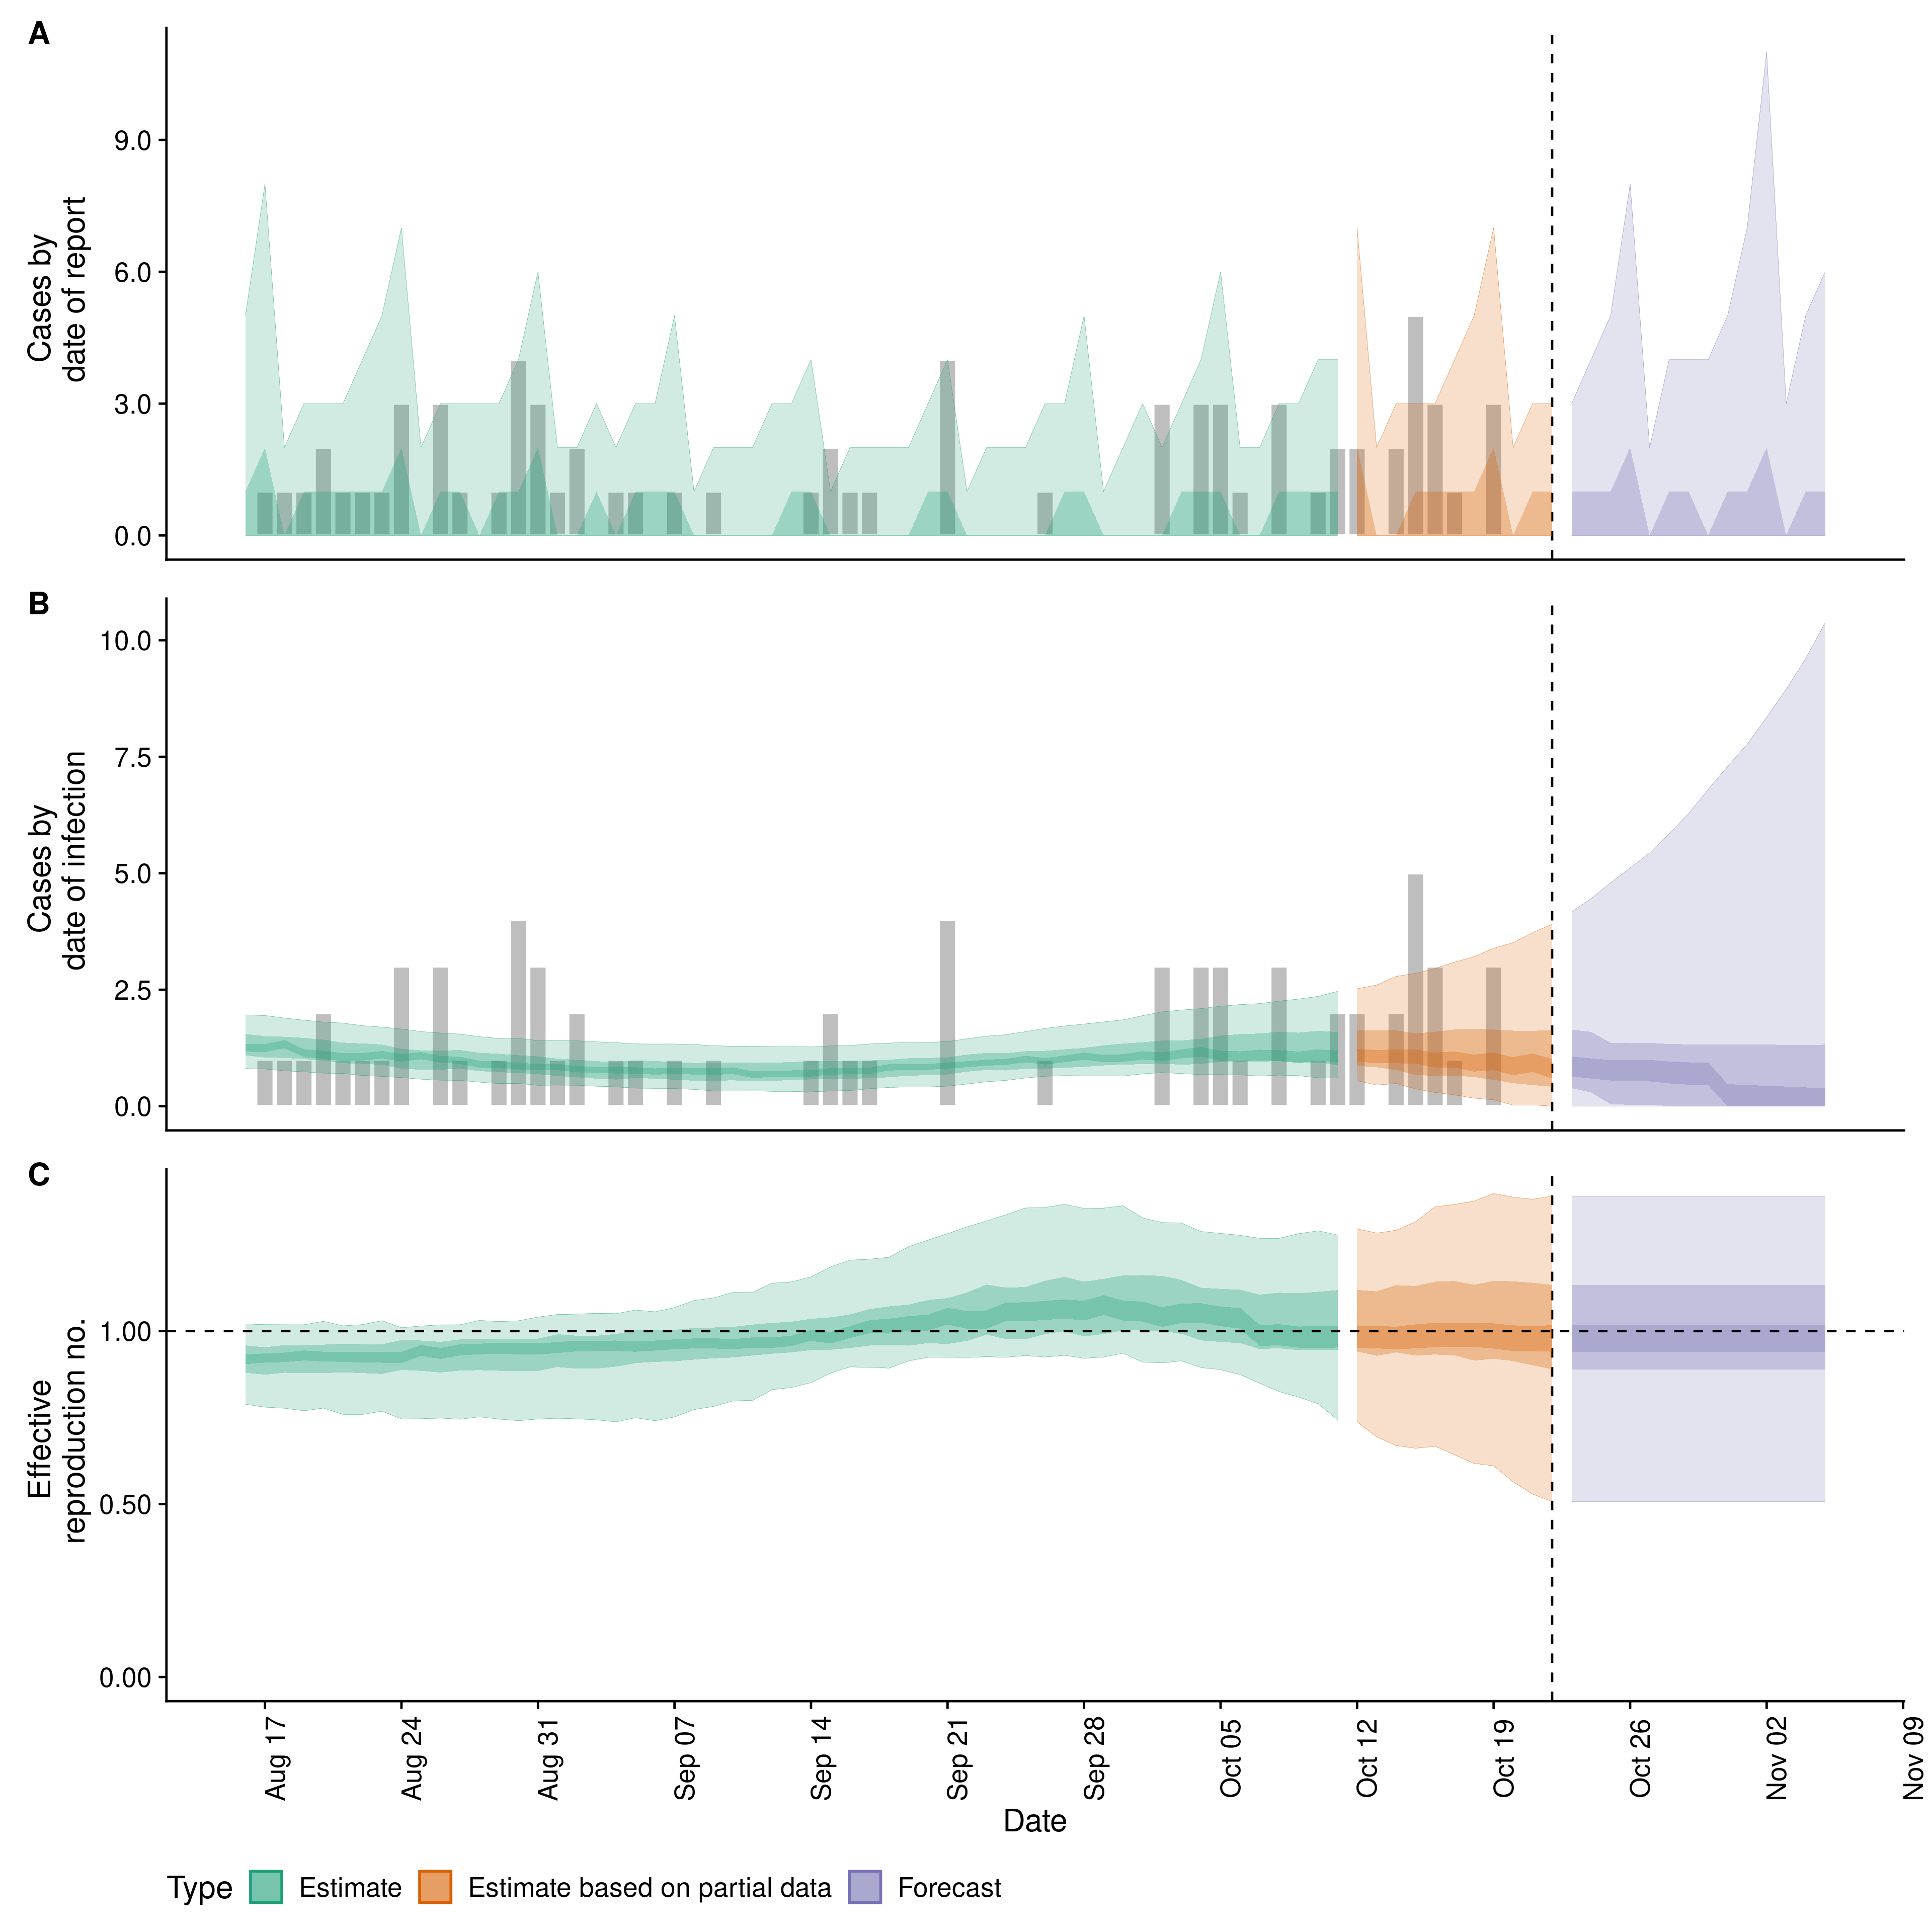 A
Cases by
date of report
9.0
6.0
3.0
0.0
B
Cases by
date of infection
10.0
7.5
5.0
2.5
0.0
C
Effective
reproduction no.
1.00
0.50
0.00
Aug 17
Aug 24
Aug 31
Sep 07
Sep 14
Sep 21
Sep 28
Oct 05
Oct 12
Oct 19
Oct 26
Nov 02
Nov 09
Date
Type Estimate Estimate based on partial data Forecast